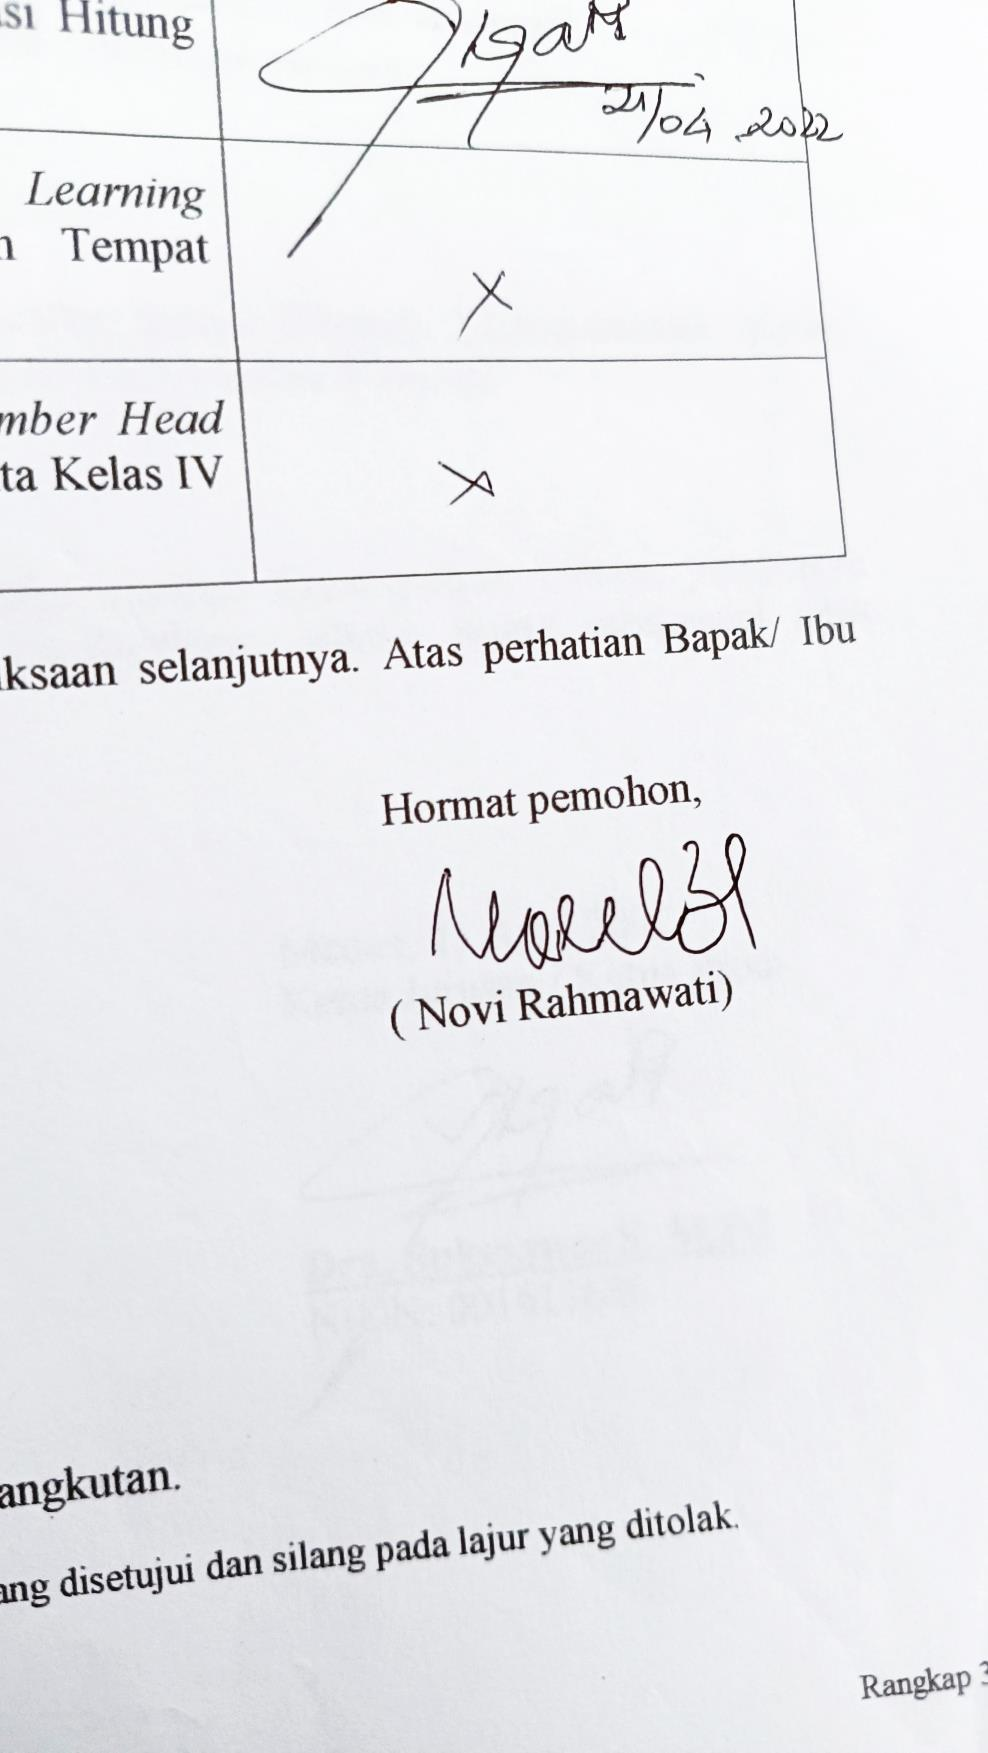 si Hitung
21/04 2022
Learning
n Tempat
mber Head
ta Kelas IV
ksaan selanjutnya. Atas perhatian Bapak/ Ibu
Hormat pemohon,
( Novi Rahmawati)
angkutan.
ang disetujui dan silang pada lajur yang ditolak.
Rangkap 3